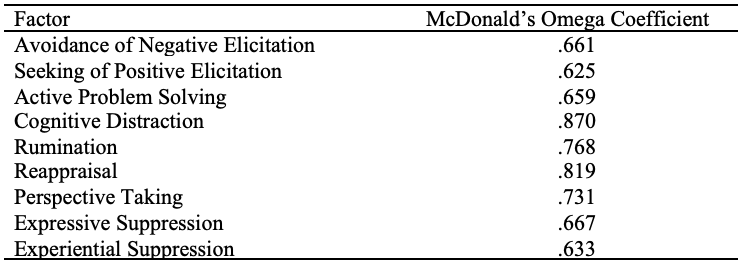 Factor McDonald’s Omega Coefficient
Avoidance of Negative Elicitation .661
Seeking of Positive Elicitation .625
Active Problem Solving .659
Cognitive Distraction .870
Rumination .768
Reappraisal .819
Perspective Taking .731
Expressive Suppression .667
Experiential Suppression .633